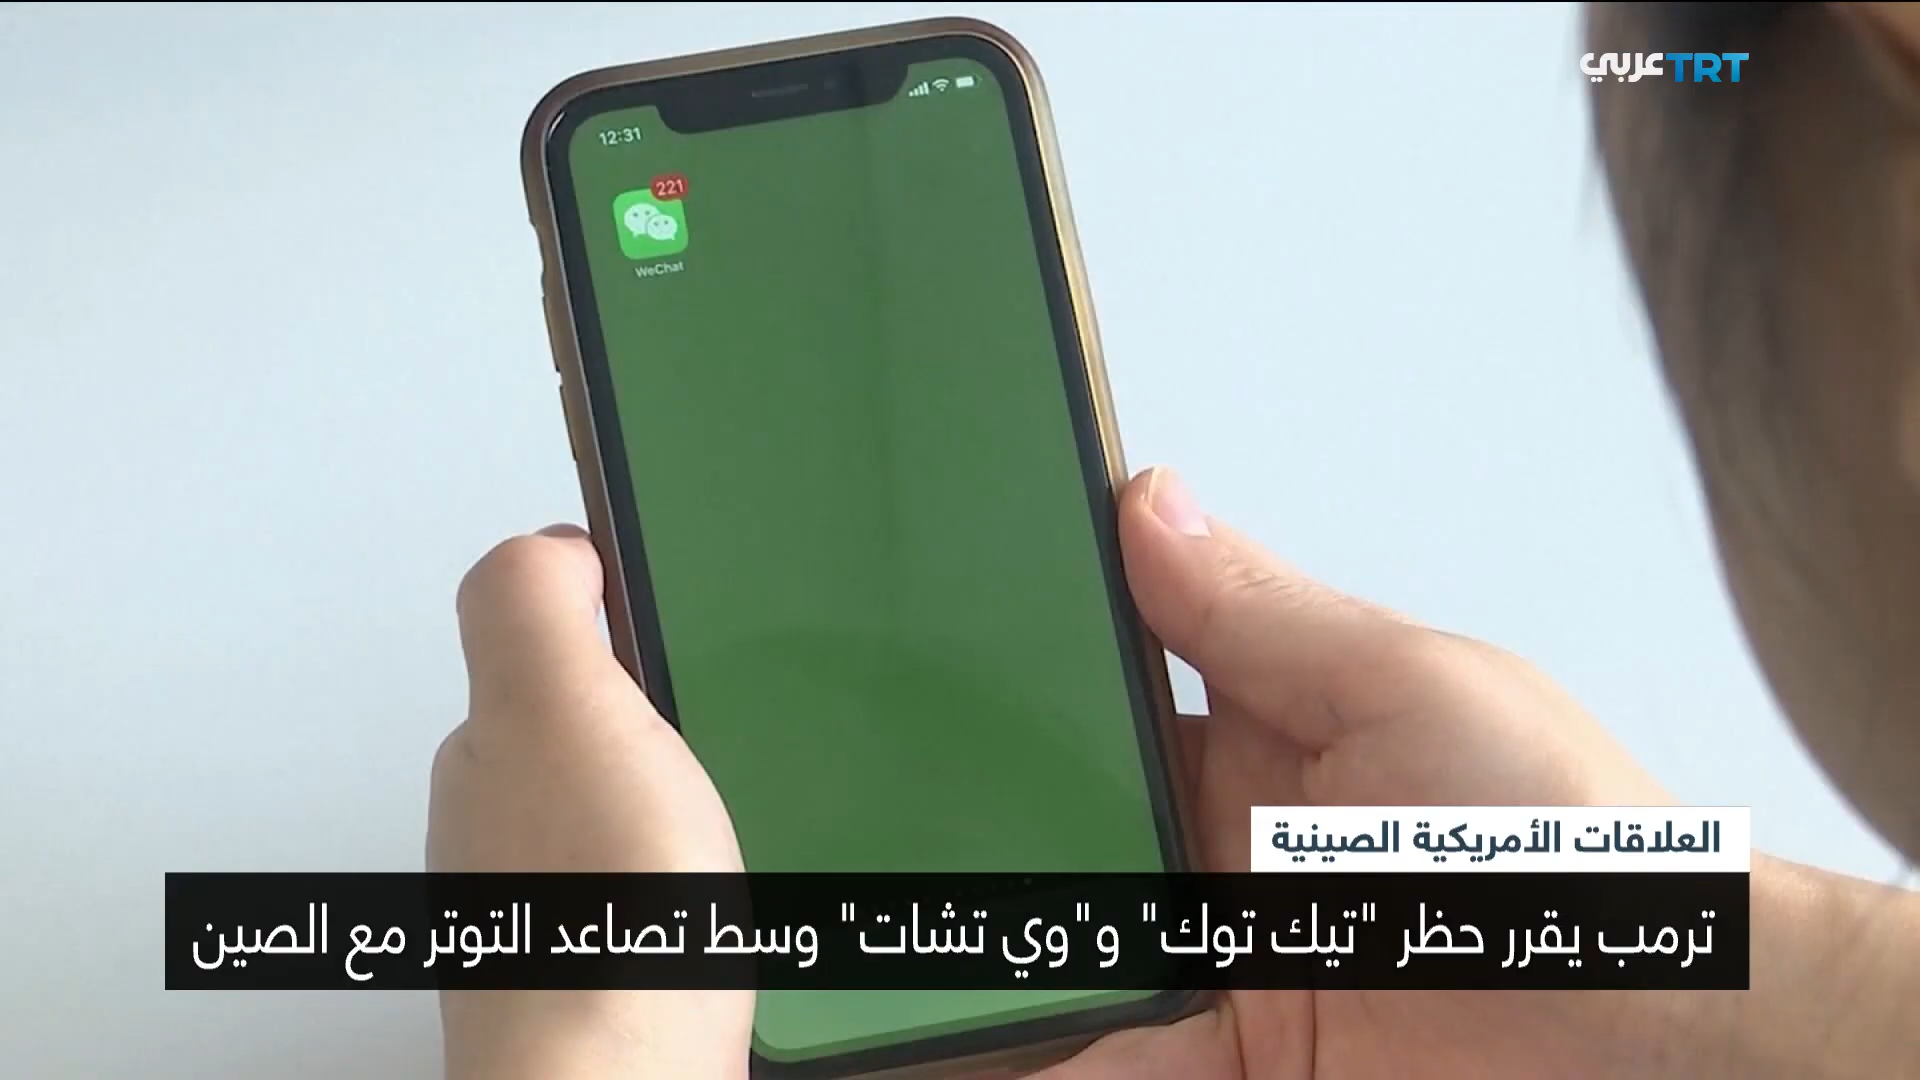 TRT عربي
12:31
221
WeChat
العلاقات الأمريكية الصينية
ترمب يقرر حظر "تيك توك" و"وي تشات" وسط تصاعد التوتر مع الصين